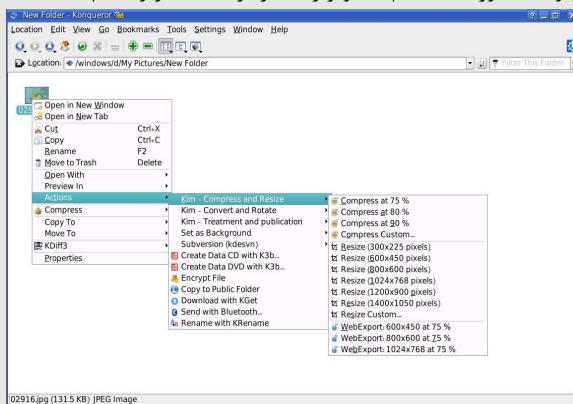 New Folder - Konqueror
Location Edit View Go Bookmarks Tools Settings Window Help
Location: /windows/d/My Pictures/New Folder
Filter This Folder
Open in New Window
Open in New Tab
Cut Ctrl+X
Copy Ctrl+C
Rename F2
Move to Trash Delete
Open With
Preview In
Actions
Compress
Copy To
Move To
KDiff3
Properties
Kim - Compress and Resize
Kim - Convert and Rotate
Kim - Treatment and publication
Set as Background
Subversion (kdesvn)
Create Data CD with K3b...
Create Data DVD with K3b...
Encrypt File
Copy to Public Folder
Download with KGet
Send with Bluetooth...
Rename with KRename
Compress at 75 %
Compress at 80 %
Compress at 90 %
Compress Custom...
Resize (300x225 pixels)
Resize (600x450 pixels)
Resize (800x600 pixels)
Resize (1024x768 pixels)
Resize (1200x900 pixels)
Resize (1400x1050 pixels)
Resize Custom...
WebExport: 600x450 at 75 %
WebExport: 800x600 at 75 %
WebExport: 1024x768 at 75 %
02916.jpg (131.5 KB) JPEG Image